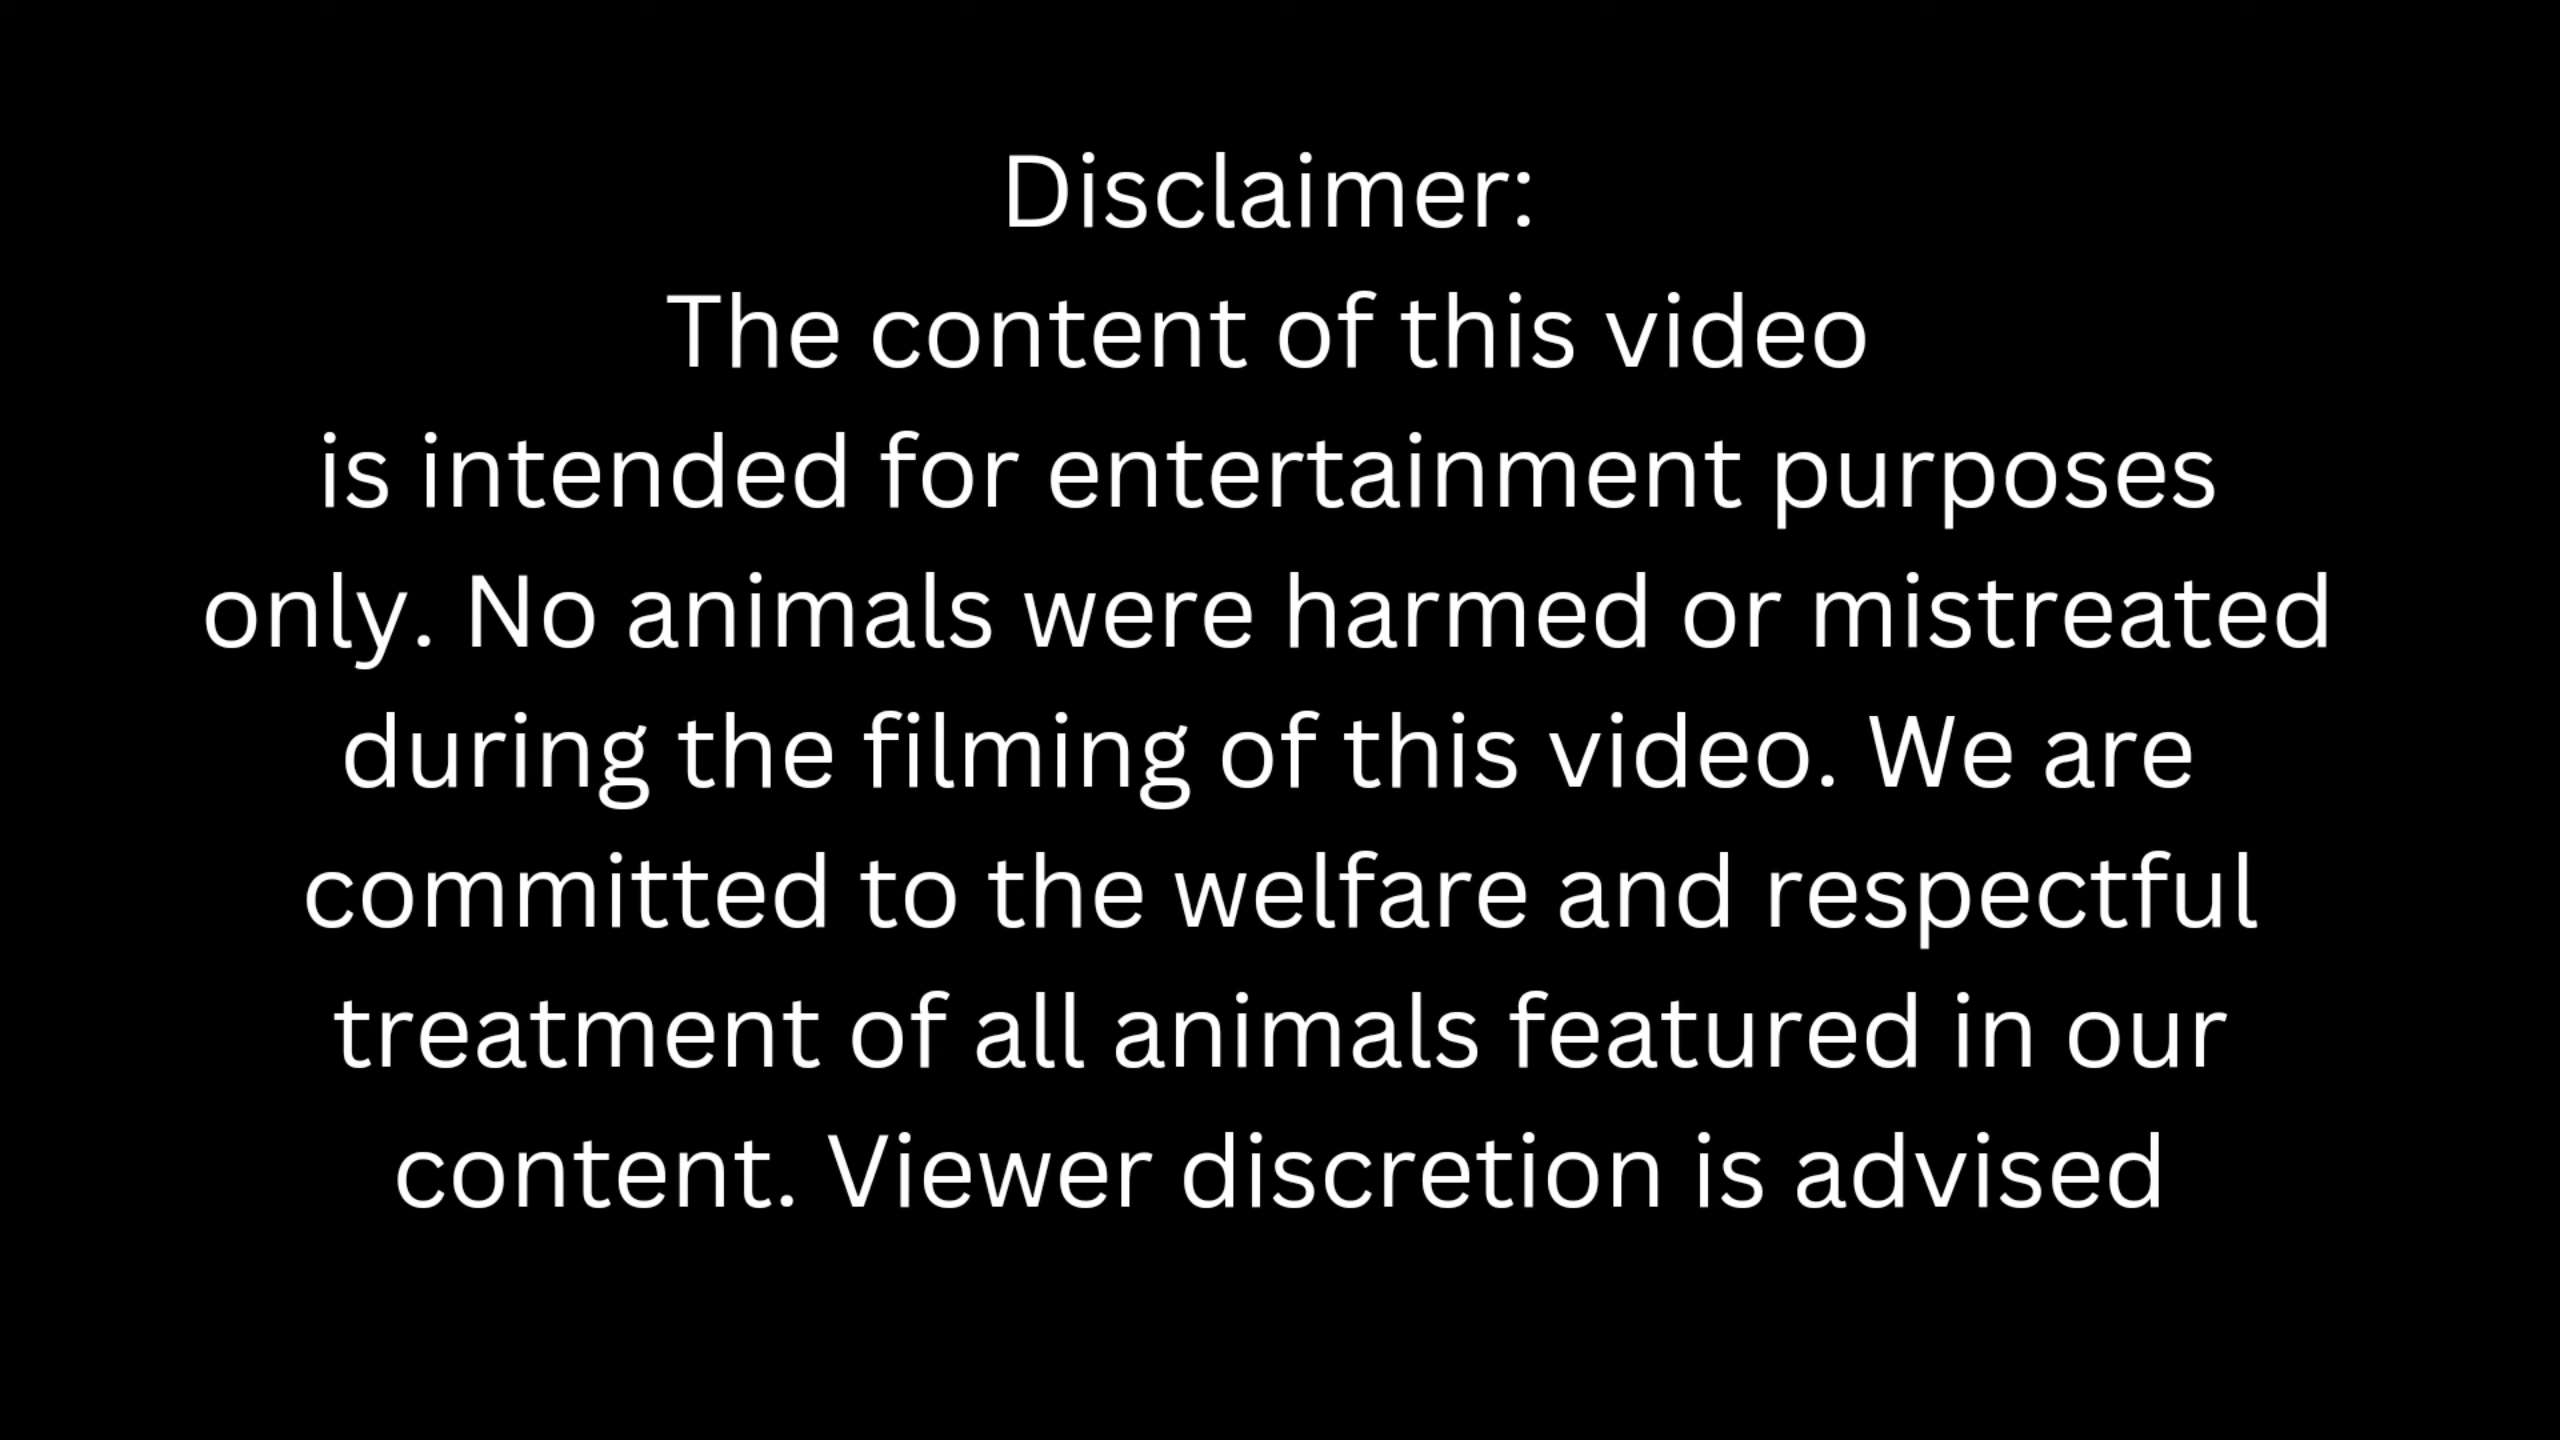 Disclaimer:
The content of this video
is intended for entertainment purposes
only. No animals were harmed or mistreated
during the filming of this video. We are
committed to the welfare and respectful
treatment of all animals featured in our
content. Viewer discretion is advised